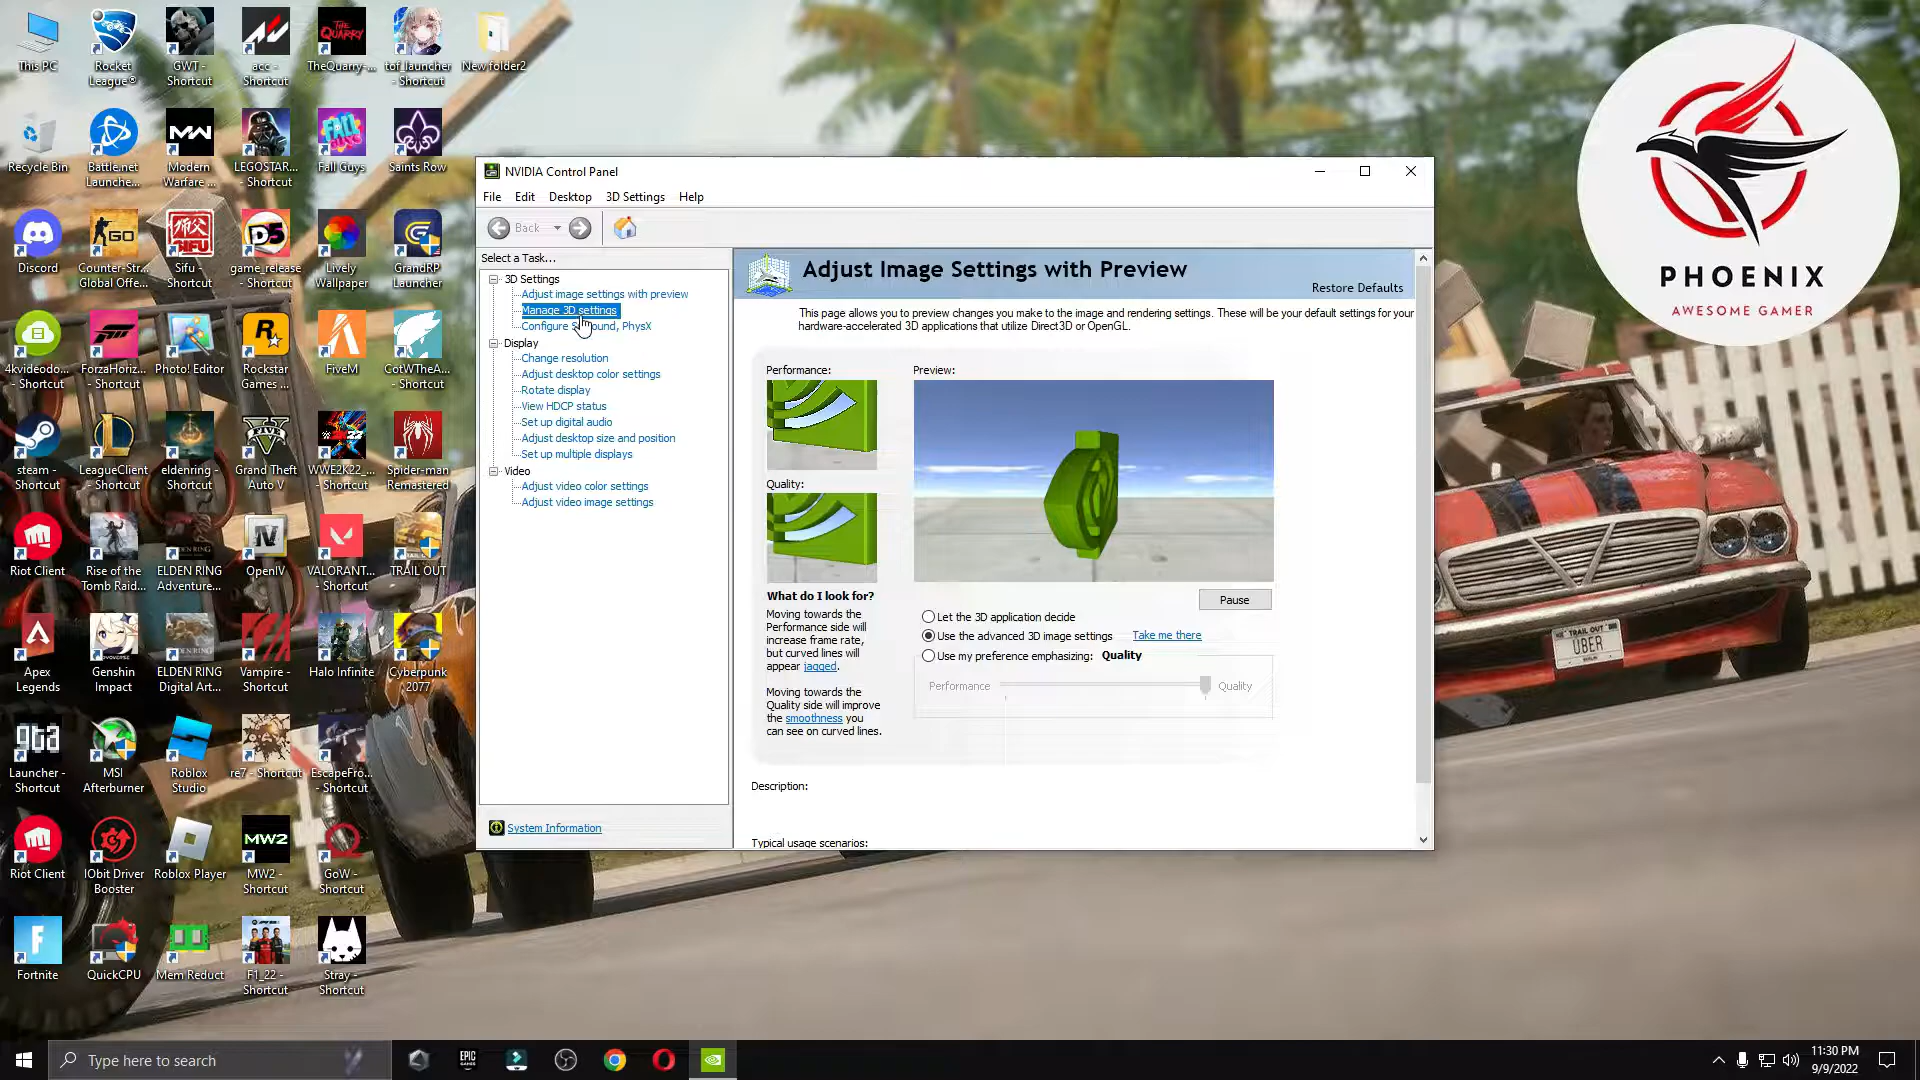 This PC
Rocket
League®
GWT -
Shortcut
acc -
Shortcut
TheQuarry-...
tof_launcher
- Shortcut
New folder2
Recycle Bin
Battle.net
Launche...
Modern
Warfare ...
LEGOSTAR...
- Shortcut
Fall Guys
Saints Row
Discord
Counter-Str...
Global Offe...
Sifu -
Shortcut
game_release
- Shortcut
Lively
Wallpaper
GrandRP
Launcher
4kvideodo...
- Shortcut
ForzaHoriz...
- Shortcut
Photo! Editor
Rockstar
Games ...
FiveM
CotWTheA...
- Shortcut
steam -
Shortcut
LeagueClient
- Shortcut
eldenring -
Shortcut
Grand Theft
Auto V
WWE2K22_...
- Shortcut
Spider-man
Remastered
Riot Client
Rise of the
Tomb Raid...
ELDEN RING
Adventure...
OpenIV
VALORANT...
- Shortcut
TRAIL OUT
Apex
Legends
Genshin
Impact
ELDEN RING
Digital Art...
Vampire -
Shortcut
Halo Infinite
Cyberpunk
2077
Launcher -
Shortcut
MSI
Afterburner
Roblox
Studio
re7 - Shortcut
EscapeFro...
- Shortcut
Riot Client
IObit Driver
Booster
Roblox Player
MW2 -
Shortcut
GoW -
Shortcut
Fortnite
QuickCPU
Mem Reduct
F1_22 -
Shortcut
Stray -
Shortcut
NVIDIA Control Panel
File Edit Desktop 3D Settings Help
Back
Select a Task...
3D Settings
Adjust image settings with preview
Manage 3D settings
Configure S ound, PhysX
Display
Change resolution
Adjust desktop color settings
Rotate display
View HDCP status
Set up digital audio
Adjust desktop size and position
Set up multiple displays
Video
Adjust video color settings
Adjust video image settings
System Information
Adjust Image Settings with Preview
Restore Defaults
This page allows you to preview changes you make to the image and rendering settings. These will be your default settings for your
hardware-accelerated 3D applications that utilize Direct3D or OpenGL.
Performance:
Preview:
Quality:
What do I look for?
Moving towards the
Performance side will
increase frame rate,
but curved lines will
appear jagged.
Moving towards the
Quality side will improve
the smoothness you
can see on curved lines.
Pause
Let the 3D application decide
Use the advanced 3D image settings Take me there
Use my preference emphasizing: Quality
Performance Quality
Description:
Typical usage scenarios:
PHOENIX
AWESOME GAMER
TRAIL OUT
UBER
Type here to search
11:30 PM
9/9/2022